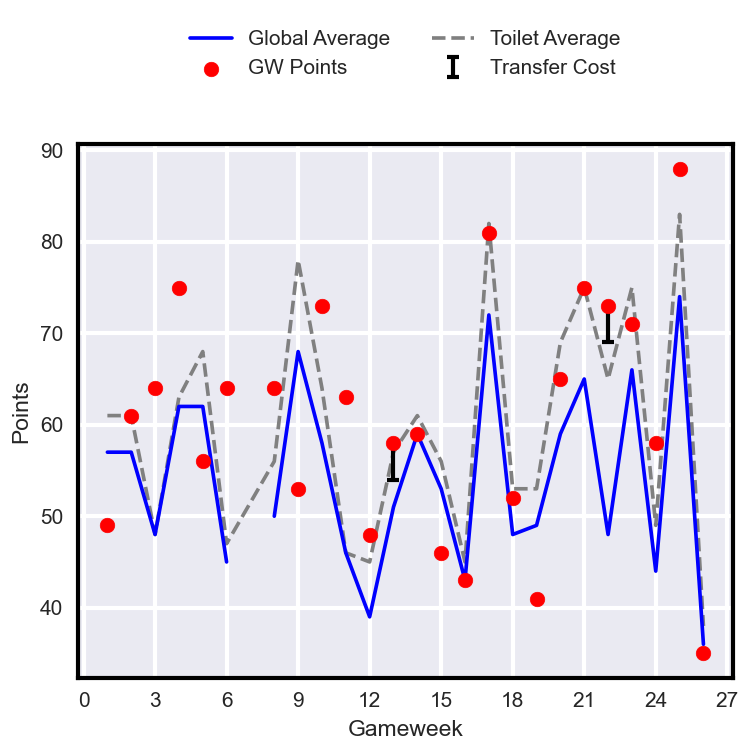 Global Average
Toilet Average
GW Points
Transfer Cost
90
80
70
60
50
40
Points
0 3 6 9 12 15 18 21 24 27
Gameweek